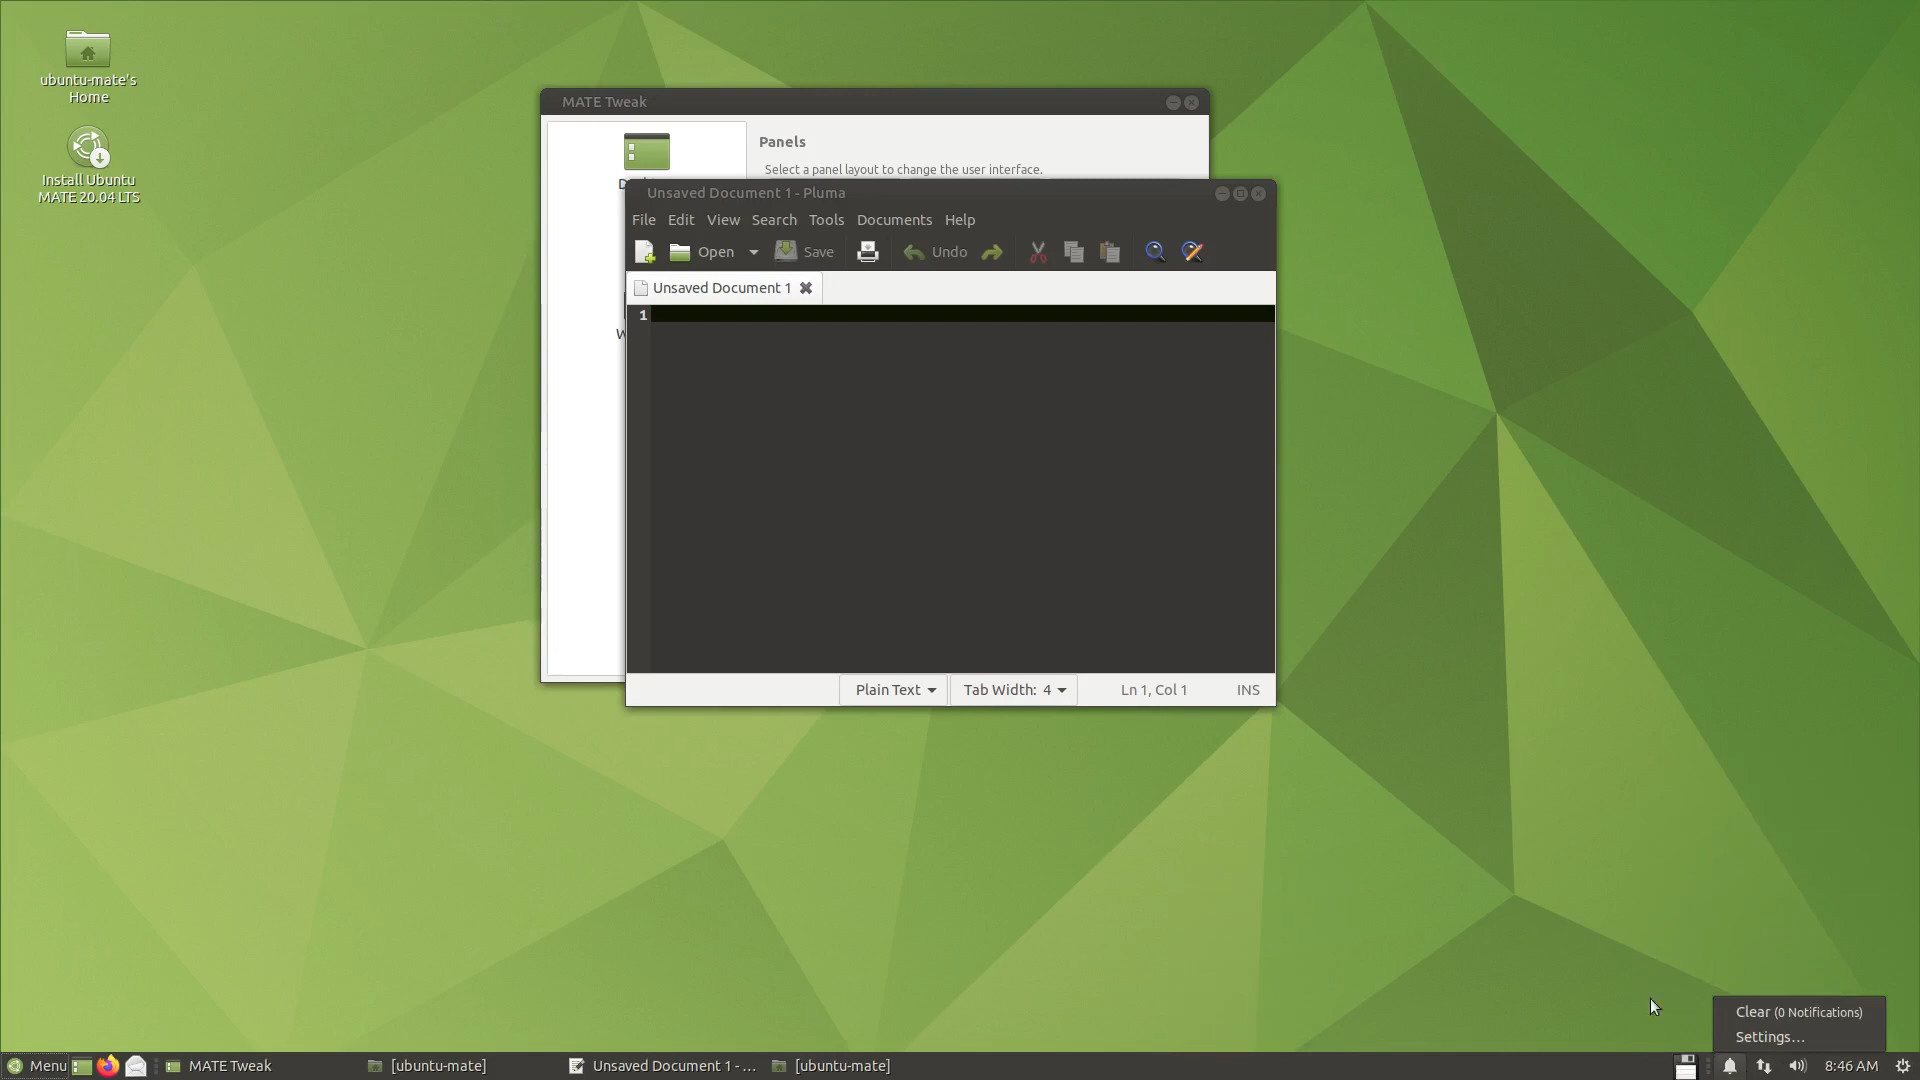 ubuntu-mate's
Home
Install Ubuntu
MATE 20.04 LTS
MATE Tweak
Panels
Select a panel layout to change the user interface.
Unsaved Document 1 - Pluma
File Edit View Search Tools Documents Help
Open Save Undo
Unsaved Document 1
1
Plain Text Tab Width: 4 Ln 1, Col 1 INS
Clear (0 Notifications)
Settings...
Menu MATE Tweak [ubuntu-mate] Unsaved Document 1 - ... [ubuntu-mate] 8:46 AM